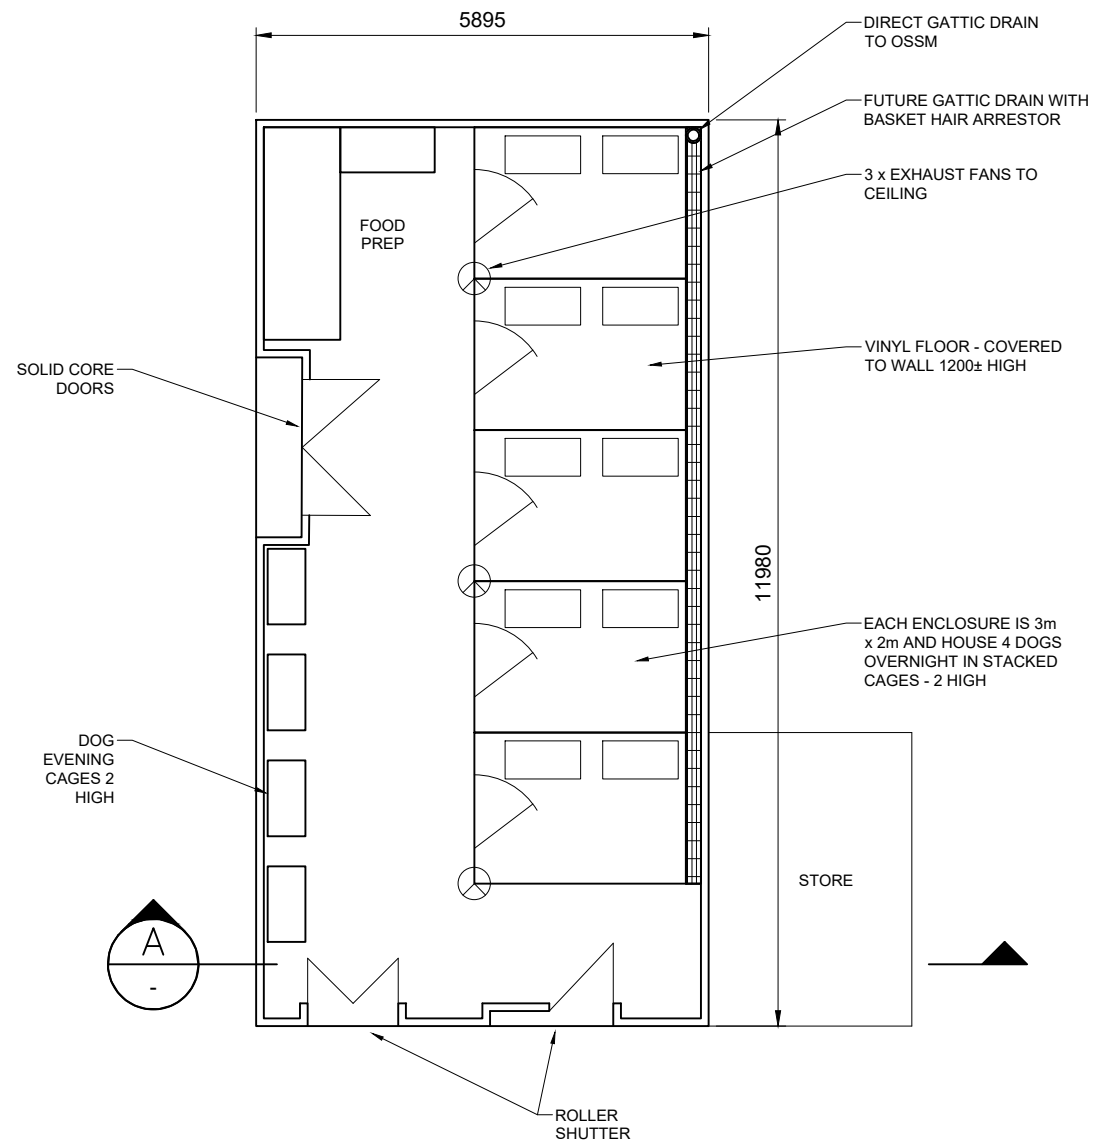 5895
DIRECT GATTIC DRAIN
TO OSSM
FUTURE GATTIC DRAIN WITH
BASKET HAIR ARRESTOR
3 x EXHAUST FANS TO
CEILING
FOOD
PREP
VINYL FLOOR - COVERED
TO WALL 1200± HIGH
SOLID CORE
DOORS
11980
EACH ENCLOSURE IS 3m
x 2m AND HOUSE 4 DOGS
OVERNIGHT IN STACKED
CAGES - 2 HIGH
DOG
EVENING
CAGES 2
HIGH
STORE
A
-
ROLLER
SHUTTER